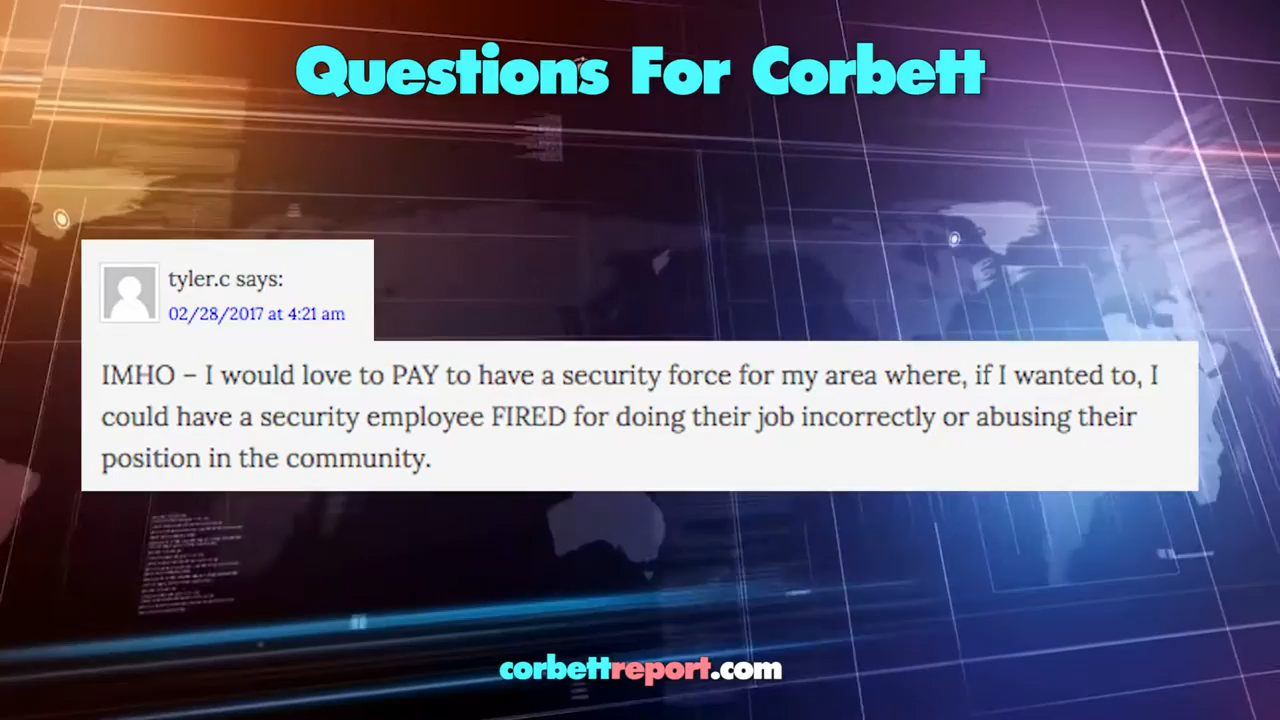 Questions For Corbett
tyler.c says:
02/28/2017 at 4:21 am
IMHO – I would love to PAY to have a security force for my area where, if I wanted to, I
could have a security employee FIRED for doing their job incorrectly or abusing their
position in the community.
corbettreport.com